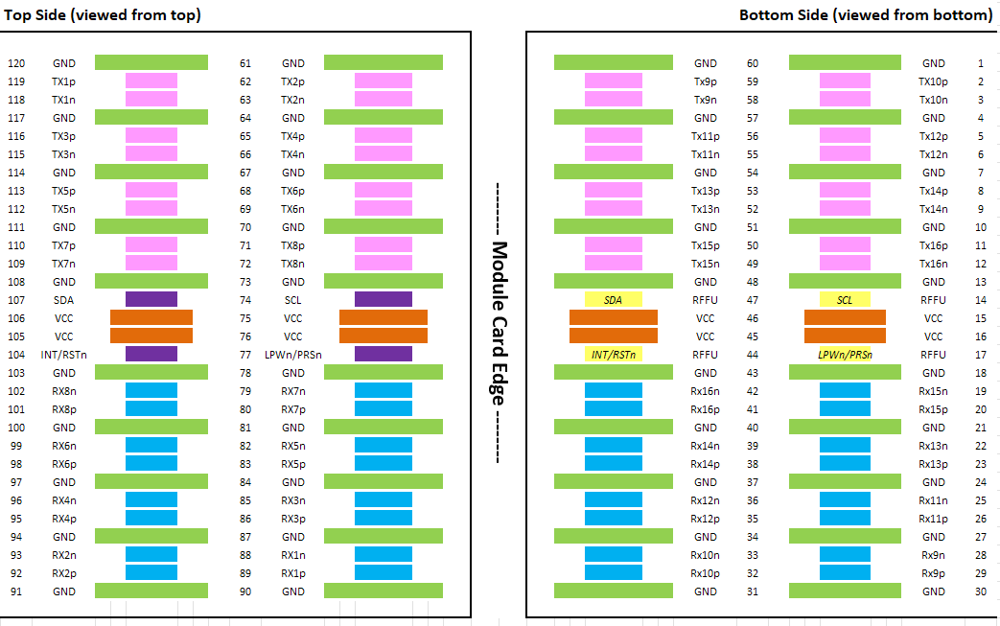 Top Side (viewed from top) Bottom Side (viewed from bottom)
120 GND 61 GND GND 60 GND 1
119 TX1p 62 TX2p Tx9p 59 TX10p 2
118 TX1n 63 TX2n Tx9n 58 Tx10n 3
117 GND 64 GND GND 57 GND 4
116 TX3p 65 TX4p Tx11p 56 Tx12p 5
115 TX3n 66 TX4n Tx11n 55 Tx12n 6
114 GND 67 GND GND 54 GND 7
113 TX5p 68 TX6p Tx13p 53 Tx14p 8
112 TX5n 69 TX6n Tx13n 52 Tx14n 9
111 GND 70 GND GND 51 GND 10
110 TX7p 71 TX8p Tx15p 50 Tx16p 11
109 TX7n 72 TX8n Tx15n 49 Tx16n 12
108 GND 73 GND GND 48 GND 13
107 SDA 74 SCL SDA RFFU 47 SCL RFFU 14
106 VCC 75 VCC VCC 46 VCC 15
105 VCC 76 VCC VCC 45 VCC 16
104 INT/RSTn 77 LPWn/PRSn INT/RSTn RFFU 44 LPWn/PRSn RFFU 17
103 GND 78 GND GND 43 GND 18
102 RX8n 79 RX7n Rx16n 42 Rx15n 19
101 RX8p 80 RX7p Rx16p 41 Rx15p 20
100 GND 81 GND GND 40 GND 21
99 RX6n 82 RX5n Rx14n 39 Rx13n 22
98 RX6p 83 RX5p Rx14p 38 Rx13p 23
97 GND 84 GND GND 37 GND 24
96 RX4n 85 RX3n Rx12n 36 Rx11n 25
95 RX4p 86 RX3p Rx12p 35 Rx11p 26
94 GND 87 GND GND 34 GND 27
93 RX2n 88 RX1n Rx10n 33 Rx9n 28
92 RX2p 89 RX1p Rx10p 32 Rx9p 29
91 GND 90 GND GND 31 GND 30
-------- Module Card Edge --------